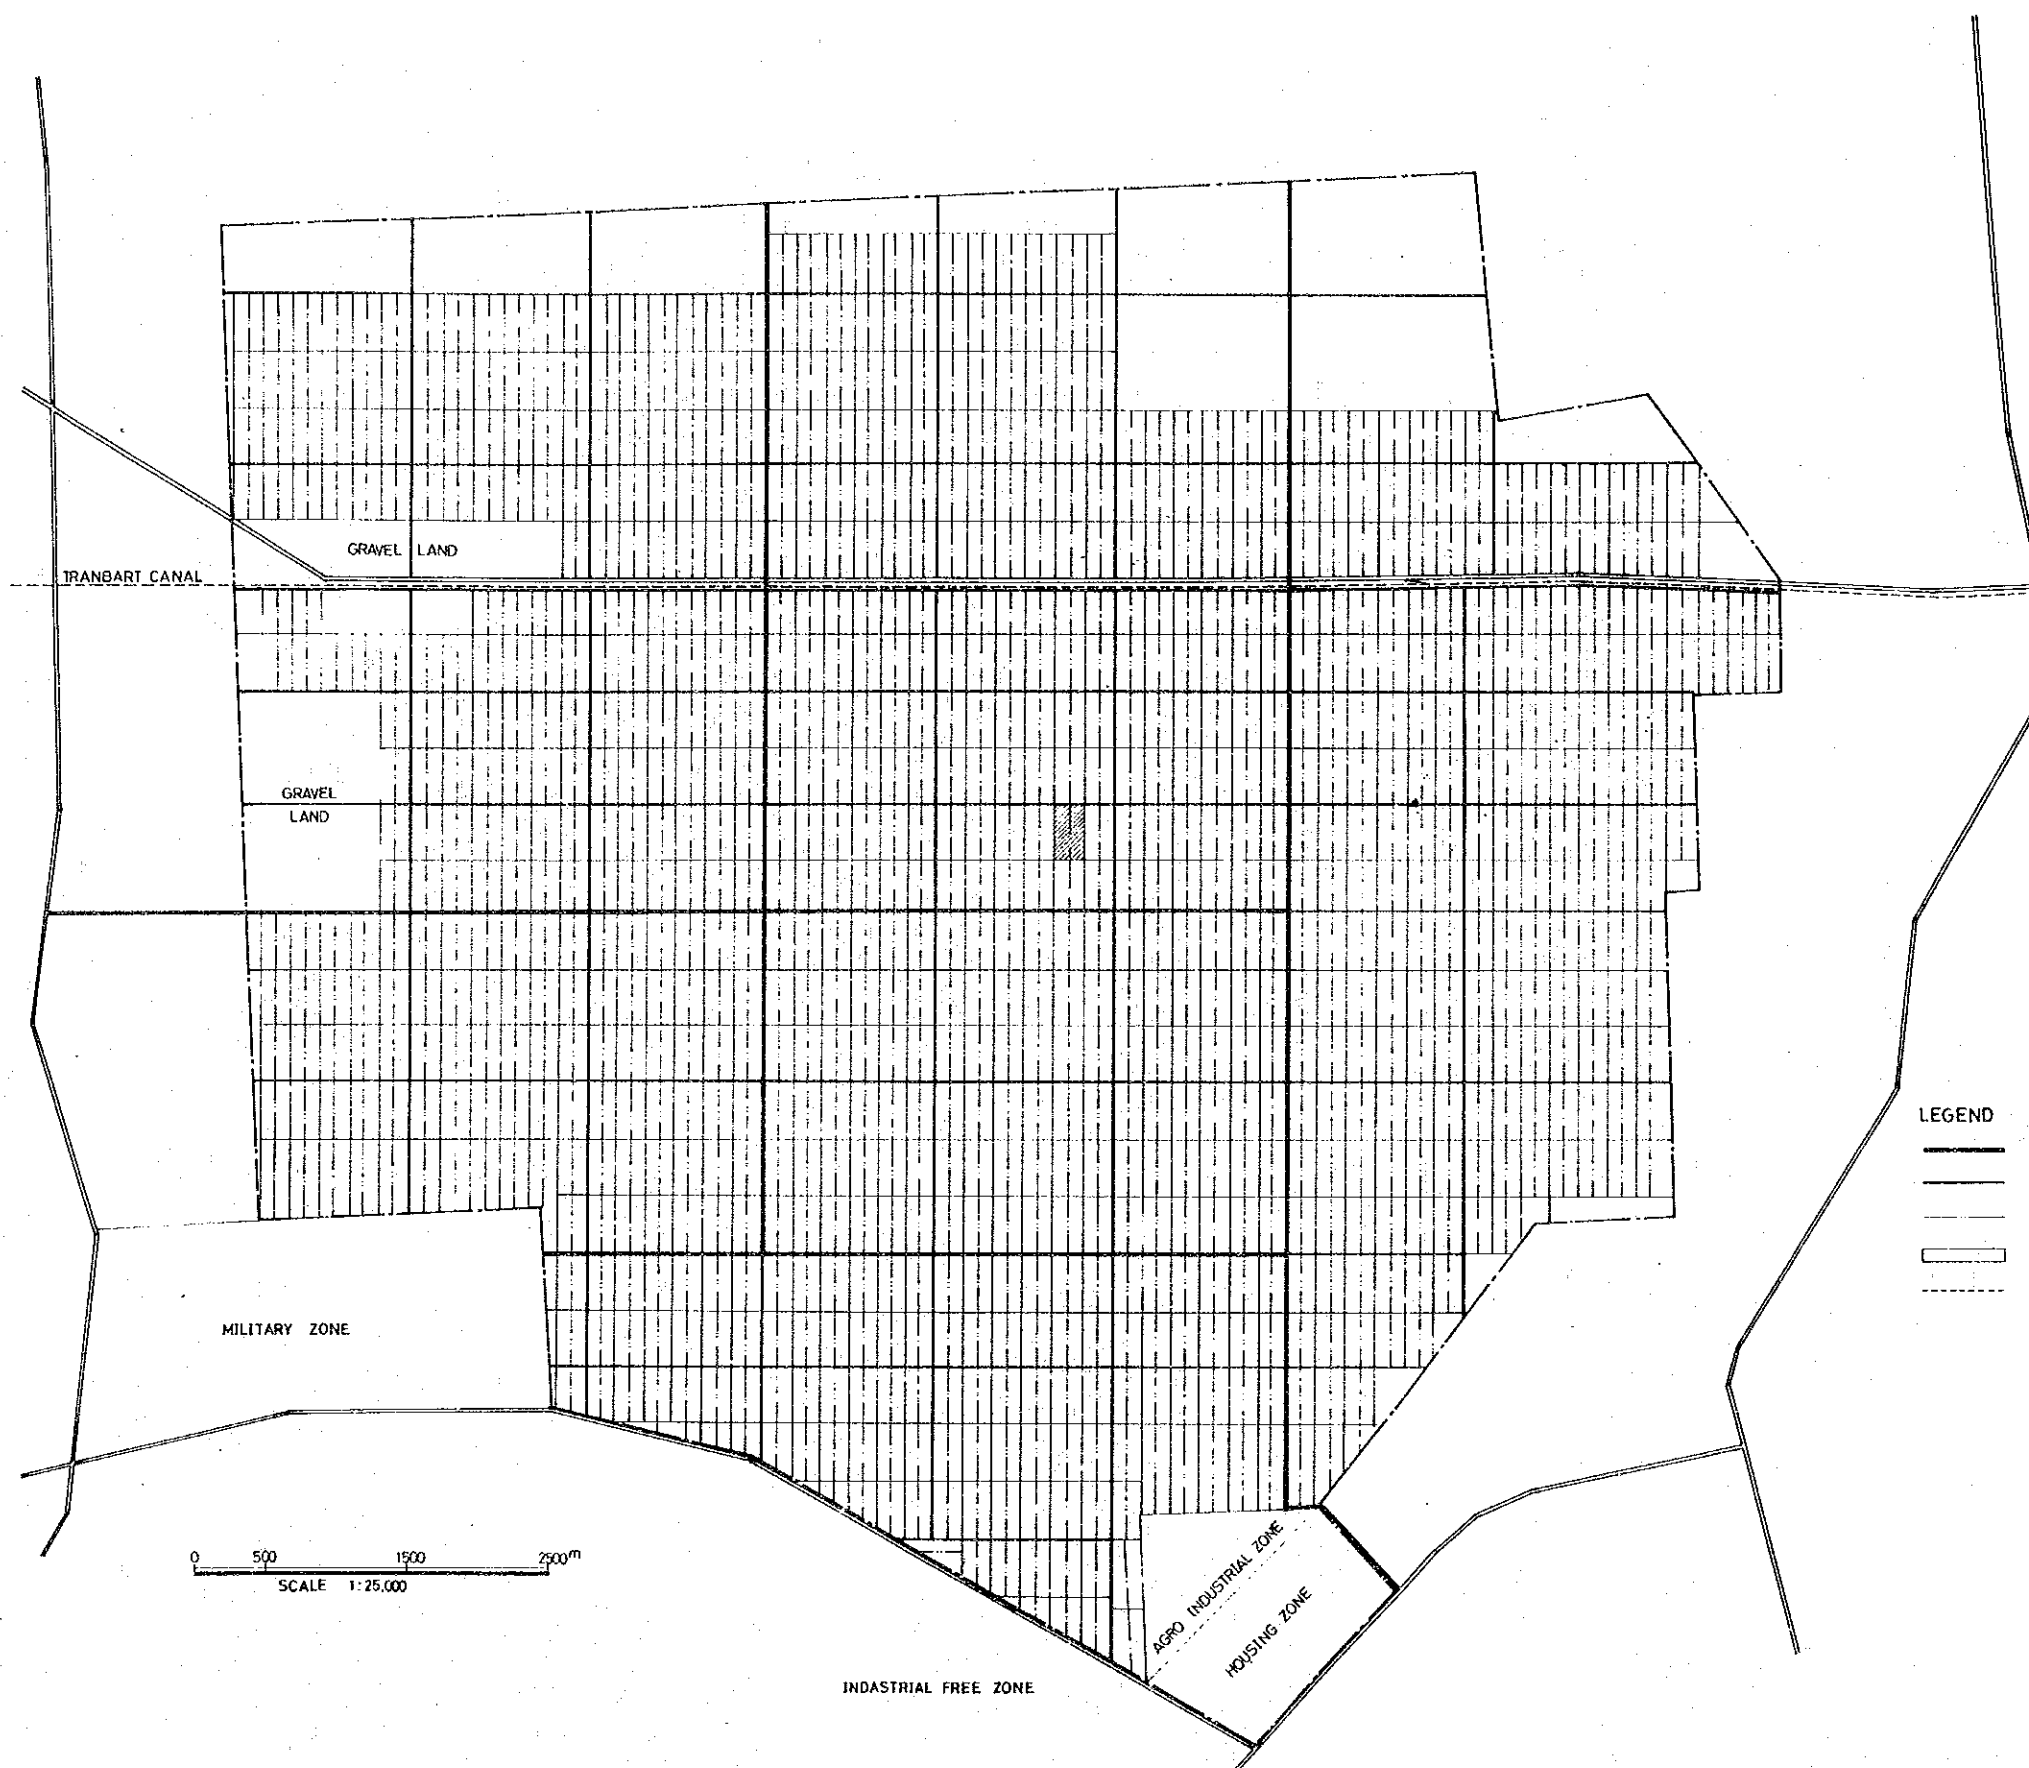 GRAVEL LAND
TRANBART CANAL
GRAVEL
LAND
LEGEND
MILITARY ZONE
0 500 1500 2500m
SCALE 1:25,000
AGRO INDUSTRIAL ZONE
HOUSING ZONE
INDASTRIAL FREE ZONE